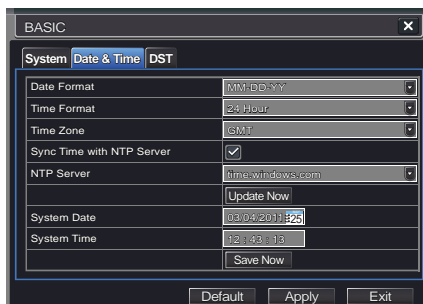 BASIC
System Date & Time DST
Date Format MM-DD-YY
Time Format 24 Hour
Time Zone GMT
Sync Time with NTP Server
NTP Server time.windows.com
Update Now
System Date 03/04/2011 25
System Time 12 : 43 : 13
Save Now
Default Apply Exit